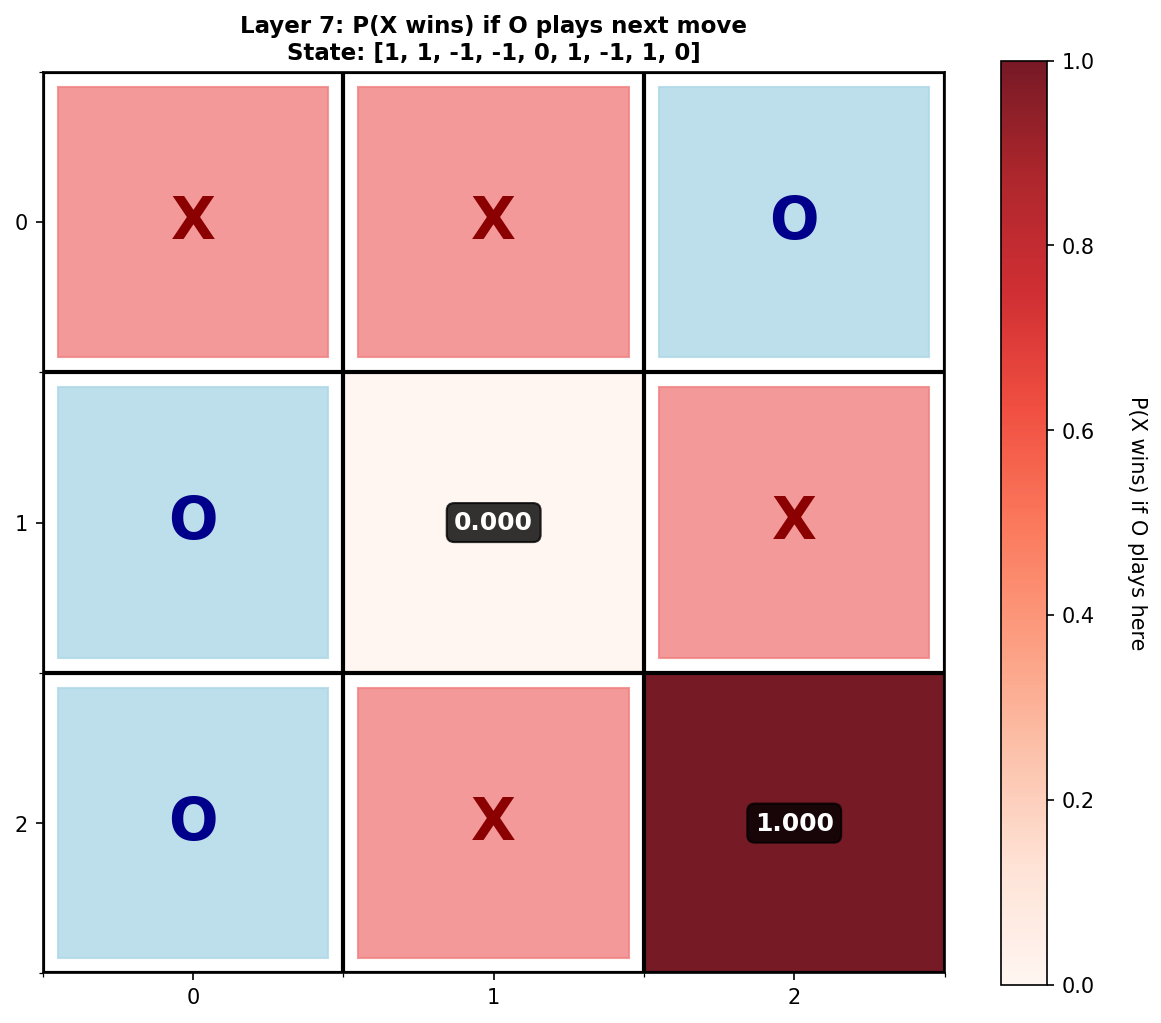 Layer 7: P(X wins) if O plays next move
State: [1, 1, -1, -1, 0, 1, -1, 1, 0]
X
X
O
O
0.000
X
O
X
1.000
0
1
2
0
1
2
1.0
0.8
0.6
0.4
0.2
0.0
P(X wins) if O plays here